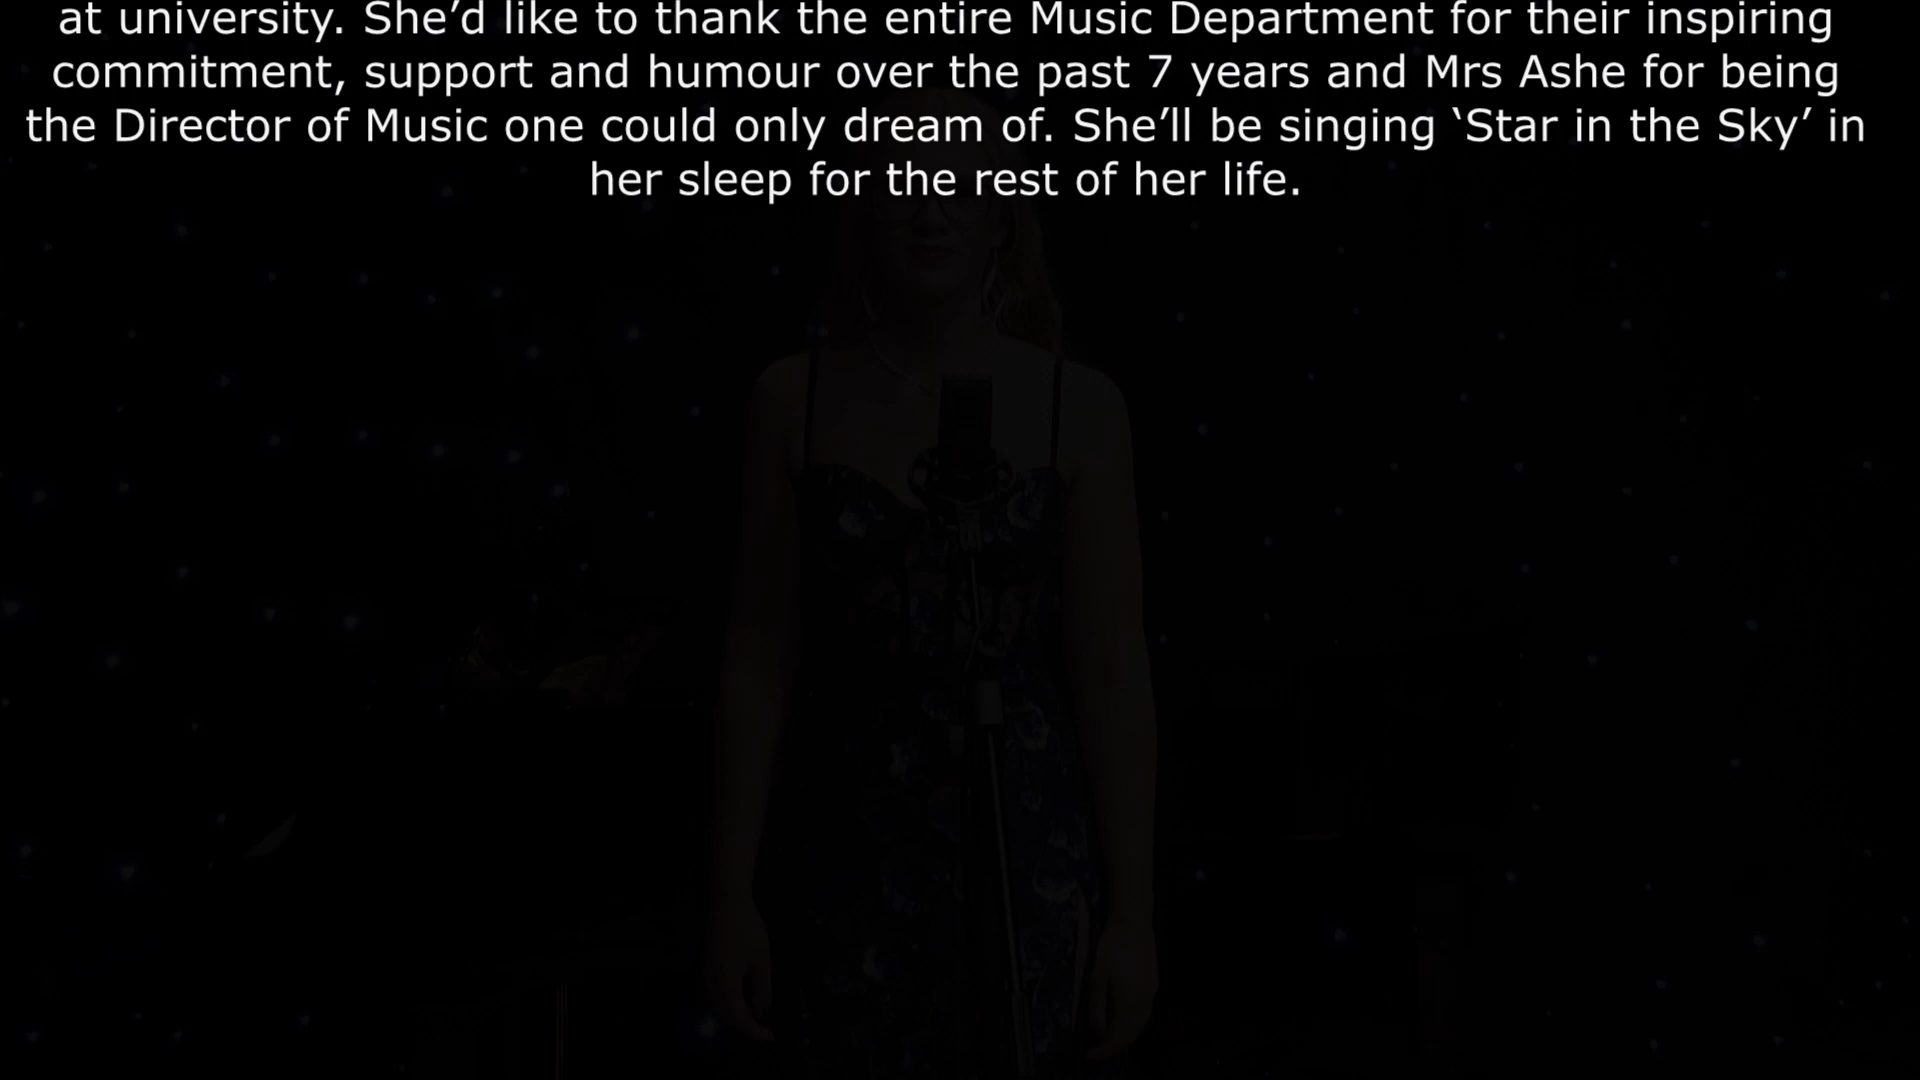 at university. She’d like to thank the entire Music Department for their inspiring
commitment, support and humour over the past 7 years and Mrs Ashe for being
the Director of Music one could only dream of. She’ll be singing ‘Star in the Sky’ in
her sleep for the rest of her life.